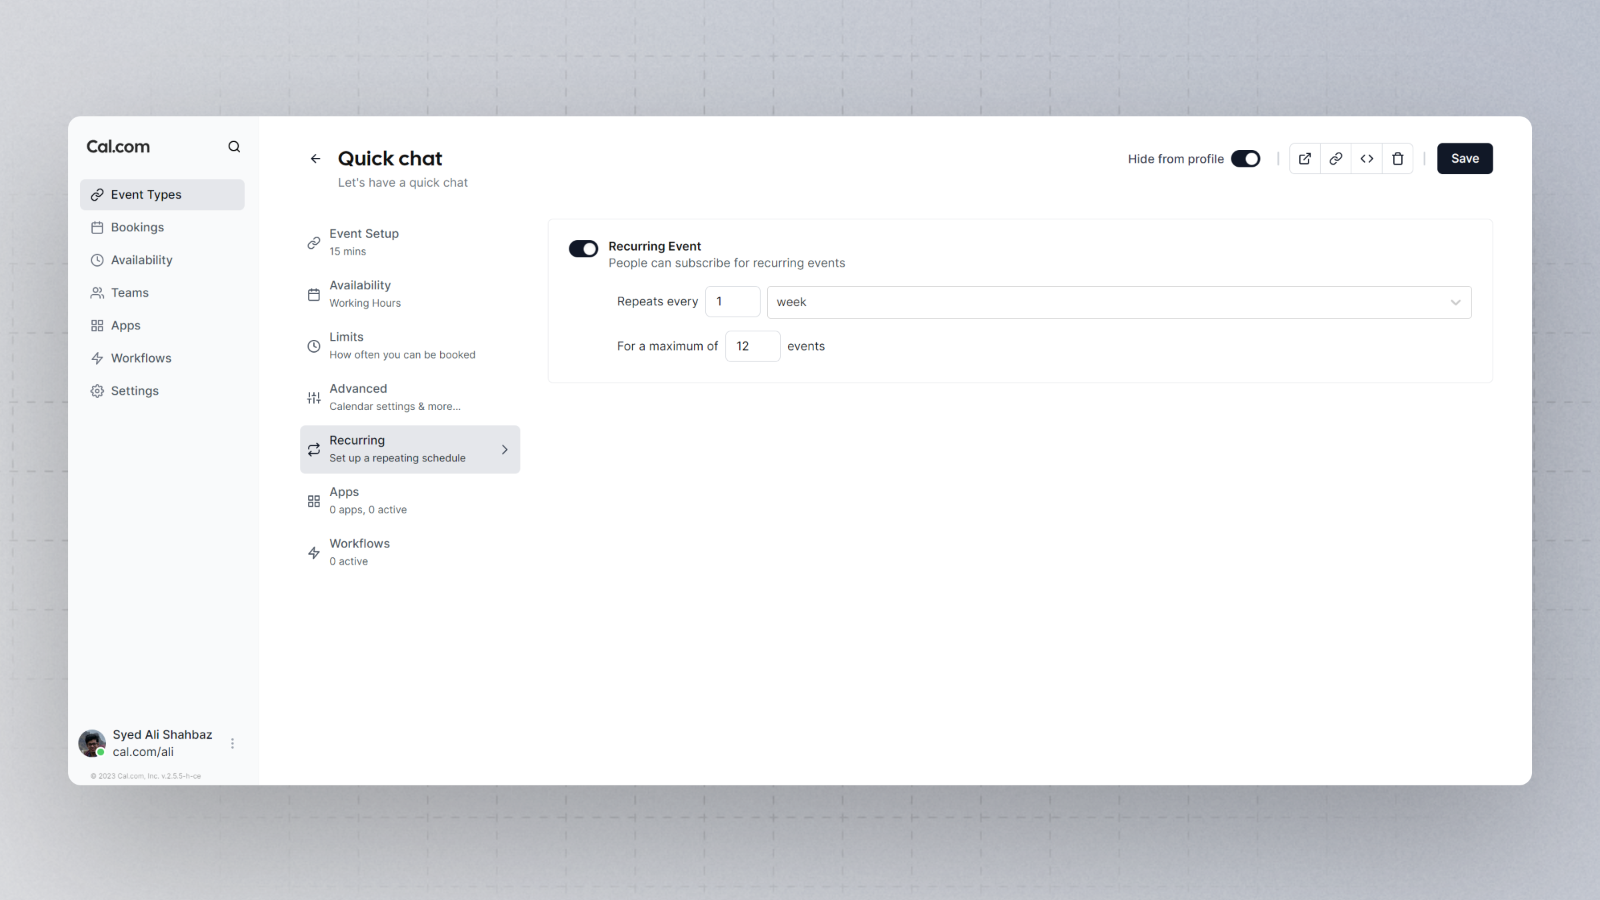 Cal.com
Event Types
Bookings
Availability
Teams
Apps
Workflows
Settings
Syed Ali Shahbaz
cal.com/ali
© 2023 Cal.com, Inc. v.2.5.5-h-ce
Quick chat
Let's have a quick chat
Hide from profile
Save
Event Setup
15 mins
Availability
Working Hours
Limits
How often you can be booked
Advanced
Calendar settings & more...
Recurring
Set up a repeating schedule
Apps
0 apps, 0 active
Workflows
0 active
Recurring Event
People can subscribe for recurring events
Repeats every 1 week
For a maximum of 12 events